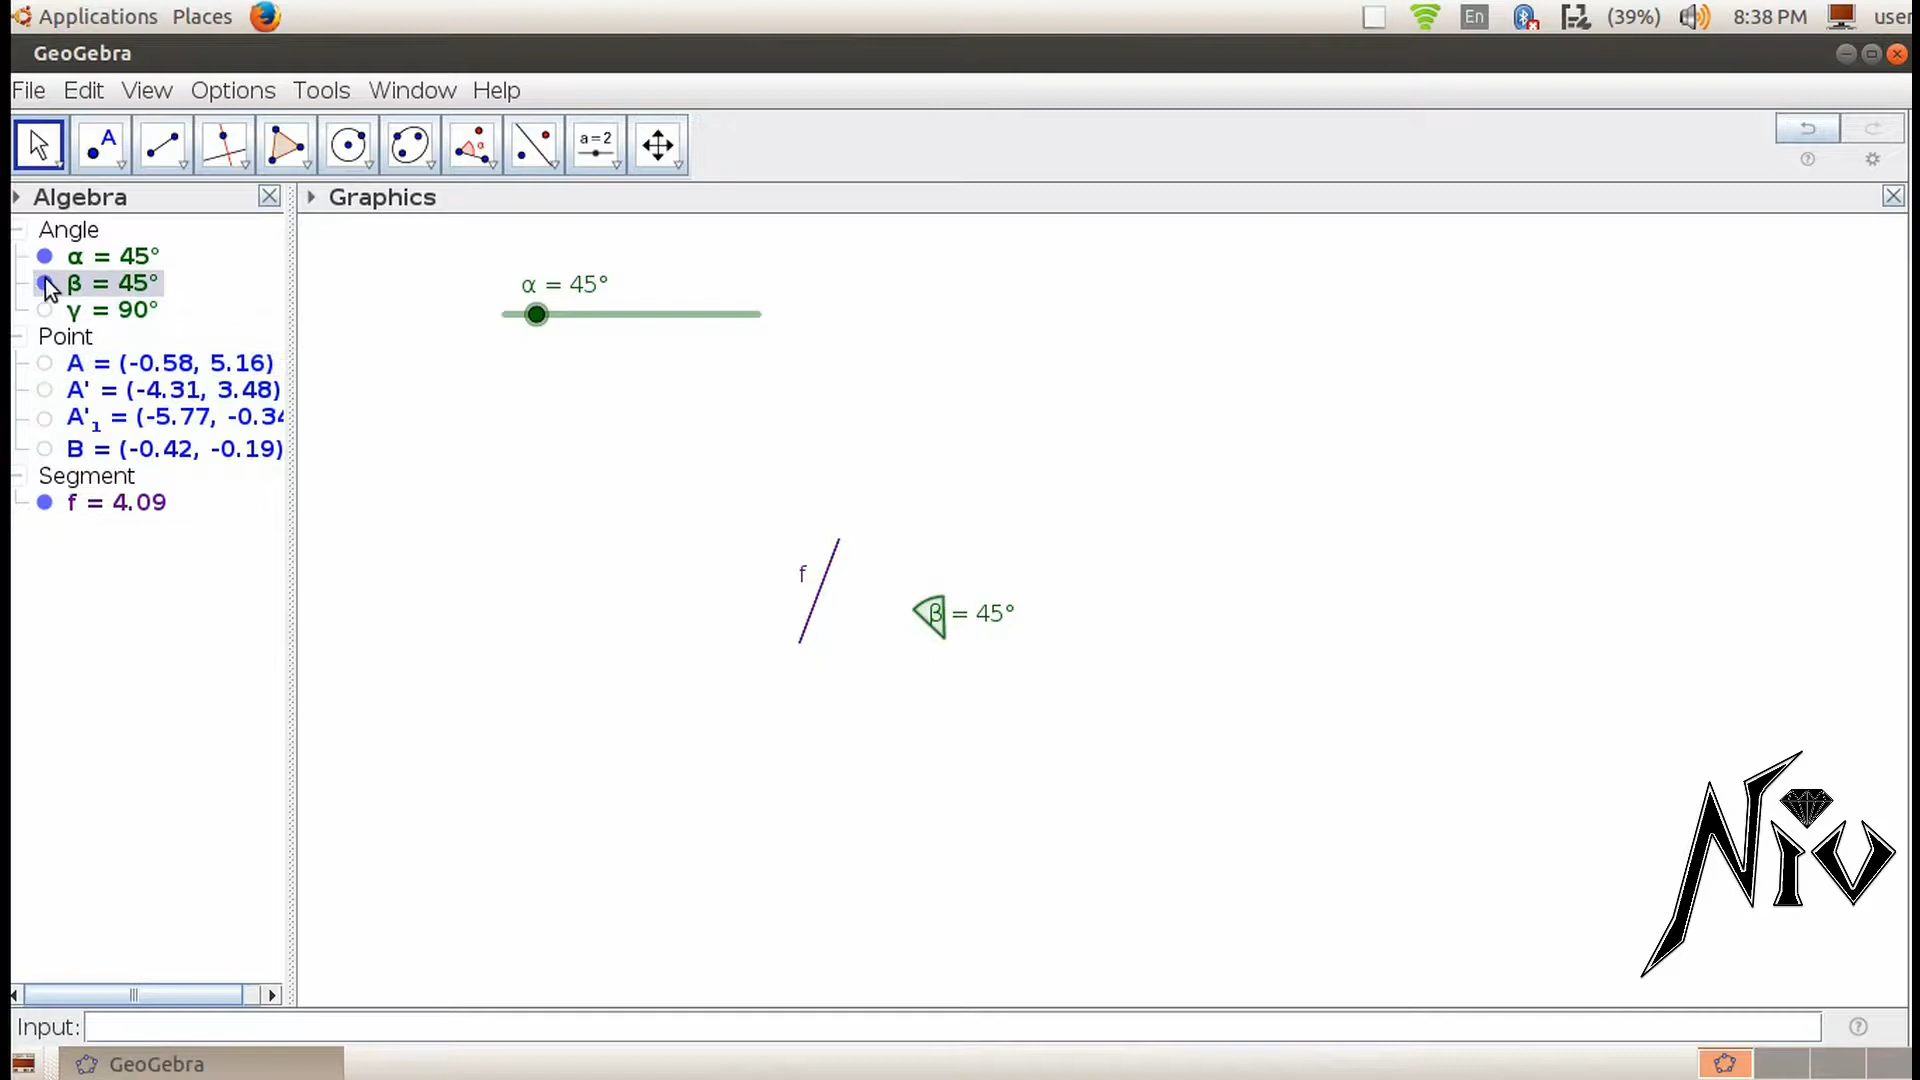 Applications Places En (39%) 8:38 PM user
GeoGebra
File Edit View Options Tools Window Help
A α a=2
Algebra
Graphics
Angle
α = 45°
β = 45°
γ = 90°
Point
A = (-0.58, 5.16)
A' = (-4.31, 3.48)
A'₁ = (-5.77, -0.34
B = (-0.42, -0.19)
Segment
f = 4.09
α = 45°
f
β = 45°
Niv
Input:
GeoGebra